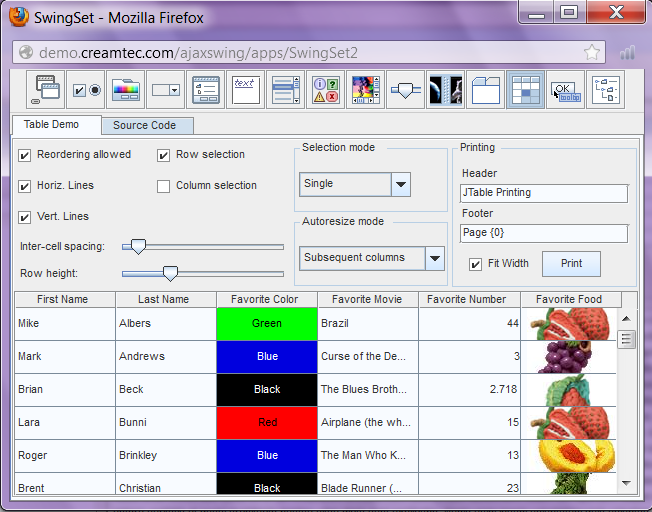 SwingSet - Mozilla Firefox
demo.creamtec.com/ajaxswing/apps/SwingSet2
text
OK
tooltip
Table Demo Source Code
Reordering allowed Row selection
Horiz. Lines Column selection
Vert. Lines
Inter-cell spacing:
Row height:
Selection mode
Single
Autoresize mode
Subsequent columns
Printing
Header
JTable Printing
Footer
Page {0}
Fit Width Print
First Name Last Name Favorite Color Favorite Movie Favorite Number Favorite Food
Mike Albers Green Brazil 44
Mark Andrews Blue Curse of the De... 3
Brian Beck Black The Blues Broth... 2.718
Lara Bunni Red Airplane (the wh... 15
Roger Brinkley Blue The Man Who K... 13
Brent Christian Black Blade Runner (... 23